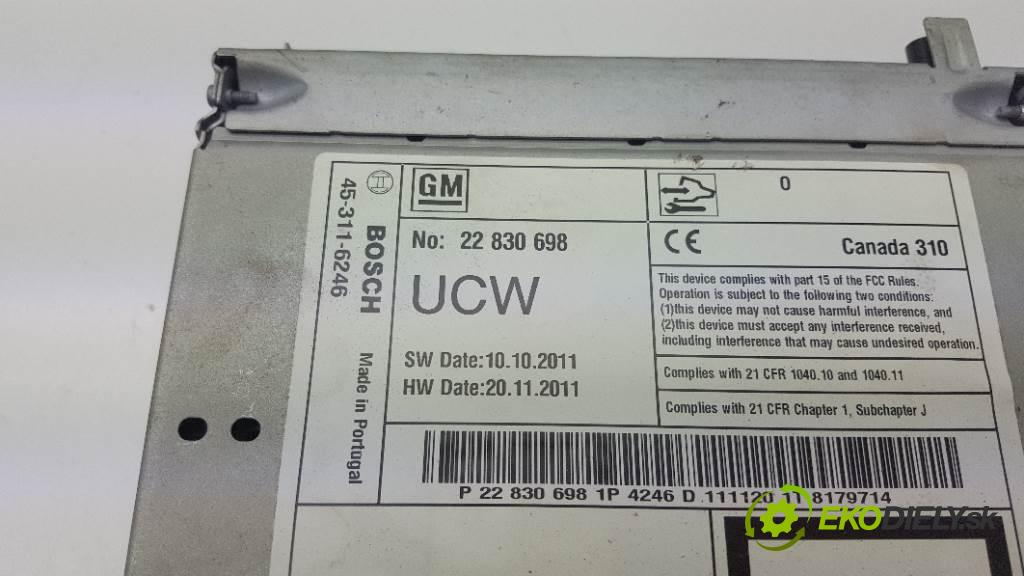 GM
0
BOSCH
45-311-6246
Made in Portugal
No: 22 830 698
UCW
SW Date:10.10.2011
HW Date:20.11.2011
CE
Canada 310
This device complies with part 15 of the FCC Rules.
Operation is subject to the following two conditions:
(1)this device may not cause harmful interference, and
(2)this device must accept any interference received,
including interference that may cause undesired operation.
Complies with 21 CFR 1040.10 and 1040.11
Complies with 21 CFR Chapter 1, Subchapter J
P 22 830 698 1P 4246 D 111120 11 8179714
EKODIELY.sk